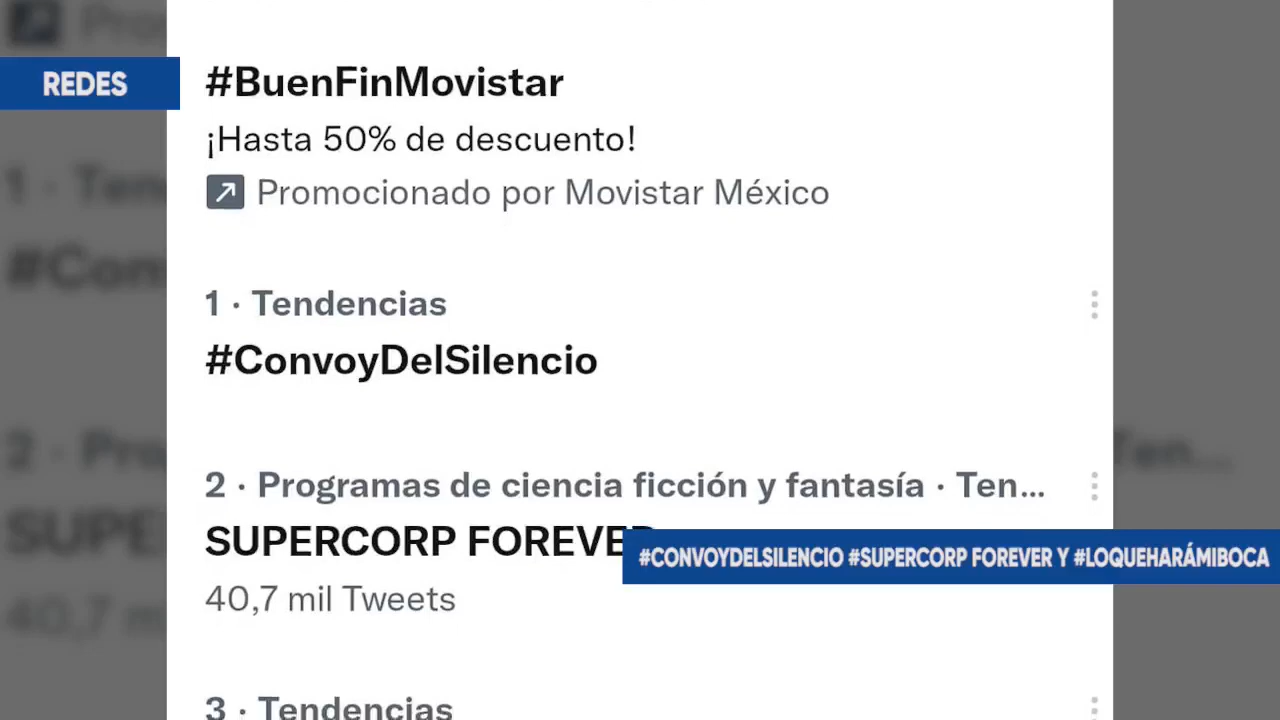 REDES
#BuenFinMovistar
¡Hasta 50% de descuento!
Promocionado por Movistar México
1 · Tendencias
#ConvoyDelSilencio
2 · Programas de ciencia ficción y fantasía · Ten...
SUPERCORP FOREVER
#CONVOYDELSILENCIO #SUPERCORP FOREVER Y #LOQUEHARÁMIBOCA
40,7 mil Tweets
3 · Tendencias